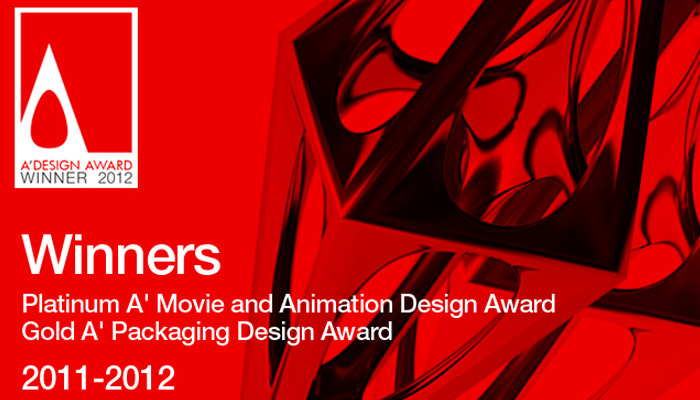 A'DESIGN AWARD
WINNER 2012
Winners
Platinum A' Movie and Animation Design Award
Gold A' Packaging Design Award
2011-2012